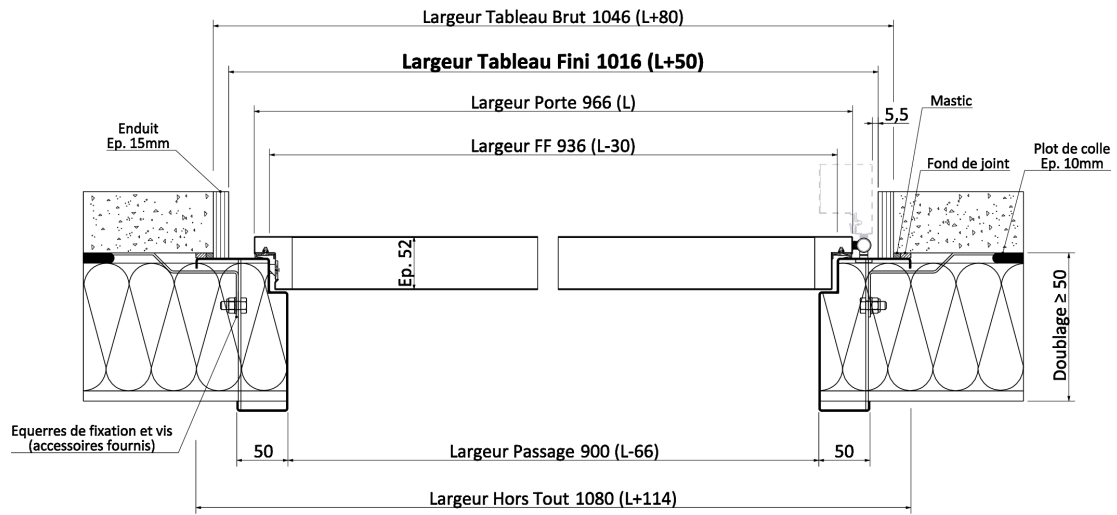 Largeur Tableau Brut 1046 (L+80)
Largeur Tableau Fini 1016 (L+50)
Largeur Porte 966 (L)
Mastic
5,5
Enduit
Ep. 15mm
Largeur FF 936 (L-30)
Plot de colle
Ep. 10mm
Fond de joint
Ep. 52
Doublage ≥ 50
Equerres de fixation et vis
(accessoires fournis)
50
Largeur Passage 900 (L-66)
50
Largeur Hors Tout 1080 (L+114)